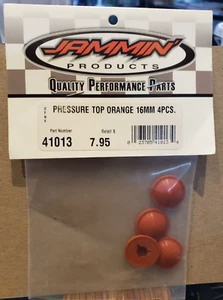 JAMMIN'
PRODUCTS
QUALITY PERFORMANCE PARTS
PRESSURE TOP ORANGE 16MM 4PCS.
Part Number
Retail $
41013
7.95